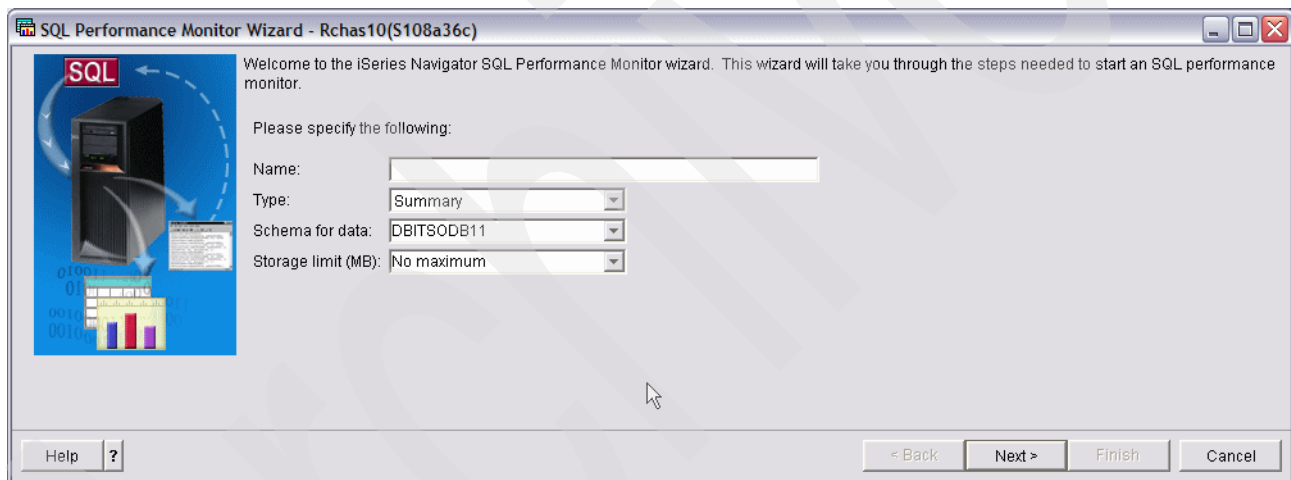 SQL Performance Monitor Wizard - Rchas10(S108a36c)
SQL
Welcome to the iSeries Navigator SQL Performance Monitor wizard. This wizard will take you through the steps needed to start an SQL performance
monitor.
Please specify the following:
Name:
Type: Summary
Schema for data: DBITSODB11
Storage limit (MB): No maximum
Help ? < Back Next > Finish Cancel